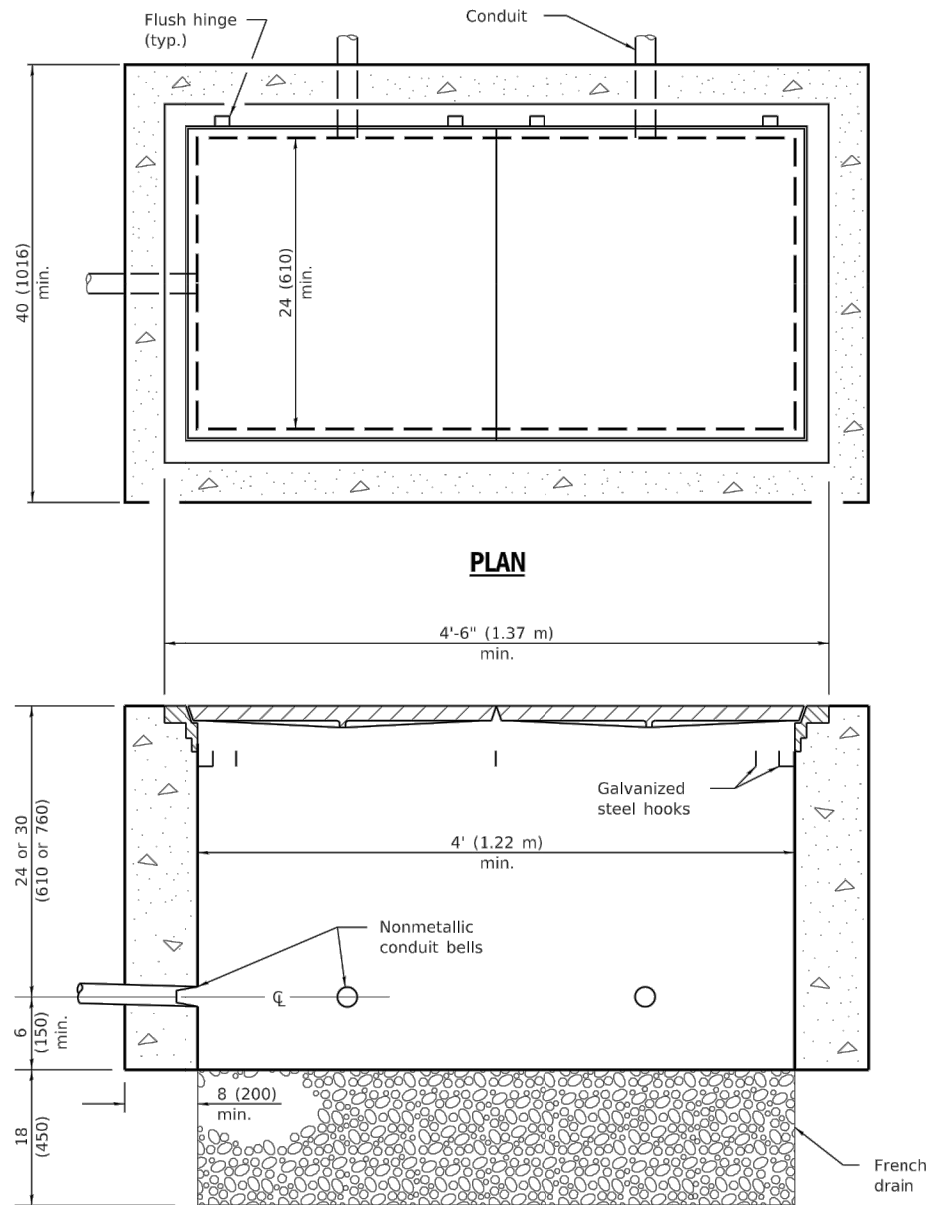 Flush hinge
(typ.)
Conduit
40 (1016)
min.
24 (610)
min.
PLAN
4'-6" (1.37 m)
min.
24 or 30
(610 or 760)
Galvanized
steel hooks
4' (1.22 m)
min.
Nonmetallic
conduit bells
℄
6
(150)
min.
8 (200)
min.
18
(450)
French
drain